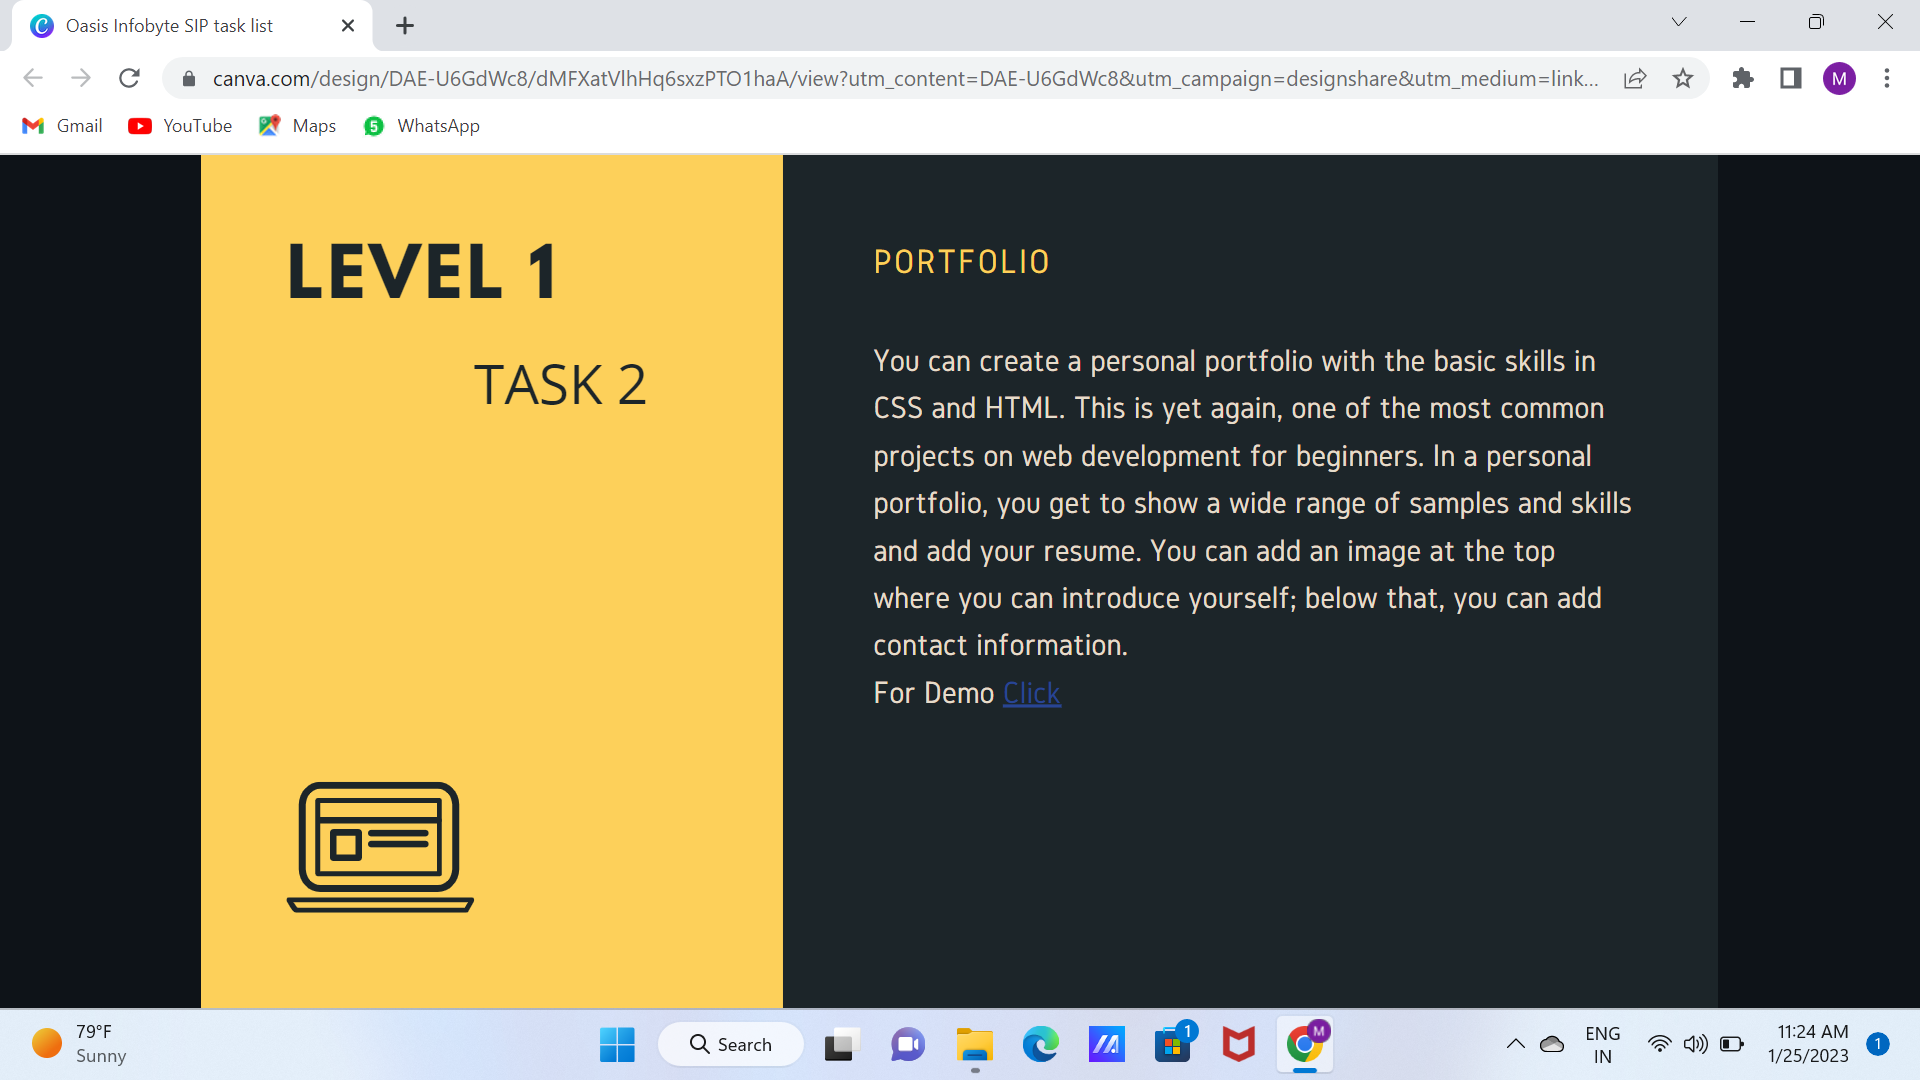 Oasis Infobyte SIP task list
canva.com/design/DAE-U6GdWc8/dMFXatVlhHq6sxzPTO1haA/view?utm_content=DAE-U6GdWc8&utm_campaign=designshare&utm_medium=link...
M
Gmail
YouTube
5
Maps
WhatsApp
LEVEL 1
TASK 2
PORTFOLIO
You can create a personal portfolio with the basic skills in
CSS and HTML. This is yet again, one of the most common
projects on web development for beginners. In a personal
portfolio, you get to show a wide range of samples and skills
and add your resume. You can add an image at the top
where you can introduce yourself; below that, you can add
contact information.
For Demo Click
79°F
Sunny
Search
1
M
ENG
IN
11:24 AM
1/25/2023
1